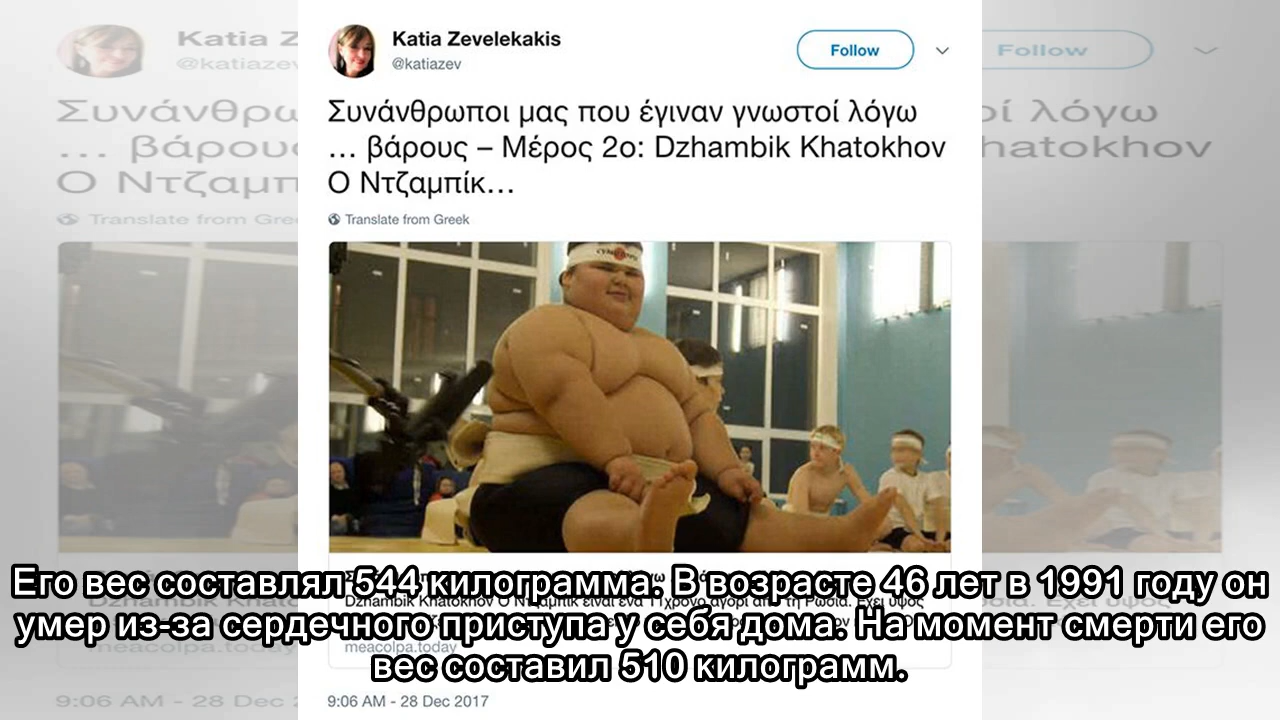 Katia Zevelekakis
@katiazev
Follow
Συνάνθρωποι μας που έγιναν γνωστοί λόγω
... βάρους – Μέρος 2ο: Dzhambik Khatokhov
Ο Ντζαμπίκ...
Translate from Greek
Его вес составлял 544 килограмма. В возрасте 46 лет в 1991 году он
умер из-за сердечного приступа у себя дома. На момент смерти его
вес составил 510 килограмм.
Dzhambik Khatokhov
meacolpa.today
9:06 AM - 28 Dec 2017